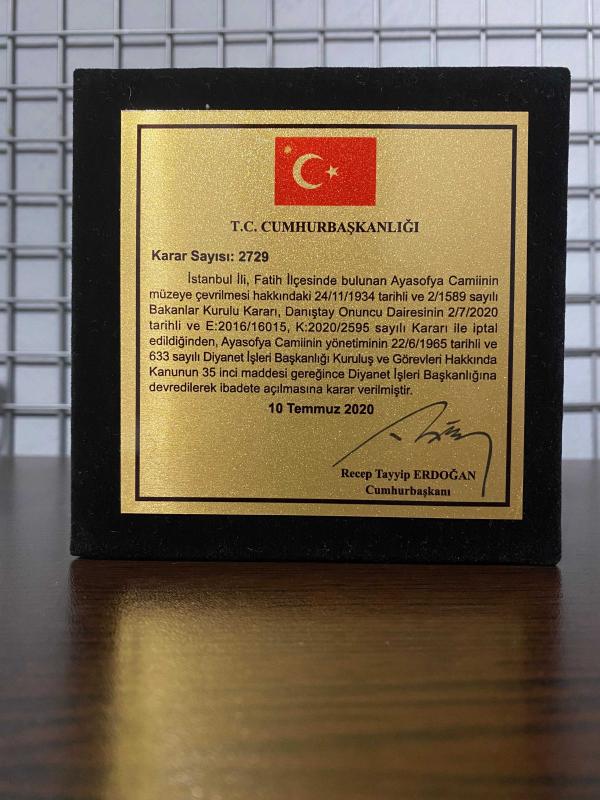 T.C. CUMHURBAŞKANLIĞI
Karar Sayısı: 2729
İstanbul İli, Fatih İlçesinde bulunan Ayasofya Camiinin
müzeye çevrilmesi hakkındaki 24/11/1934 tarihli ve 2/1589 sayılı
Bakanlar Kurulu Kararı, Danıştay Onuncu Dairesinin 2/7/2020
tarihli ve E:2016/16015, K:2020/2595 sayılı Kararı ile iptal
edildiğinden, Ayasofya Camiinin yönetiminin 22/6/1965 tarihli ve
633 sayılı Diyanet İşleri Başkanlığı Kuruluş ve Görevleri Hakkında
Kanunun 35 inci maddesi gereğince Diyanet İşleri Başkanlığına
devredilerek ibadete açılmasına karar verilmiştir.
10 Temmuz 2020
Recep Tayyip ERDOĞAN
Cumhurbaşkanı